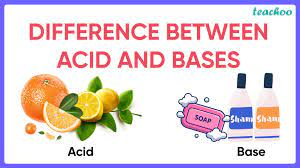 teachoo
DIFFERENCE BETWEEN
ACID AND BASES
SOAP
Sham
Sham
Acid
Base